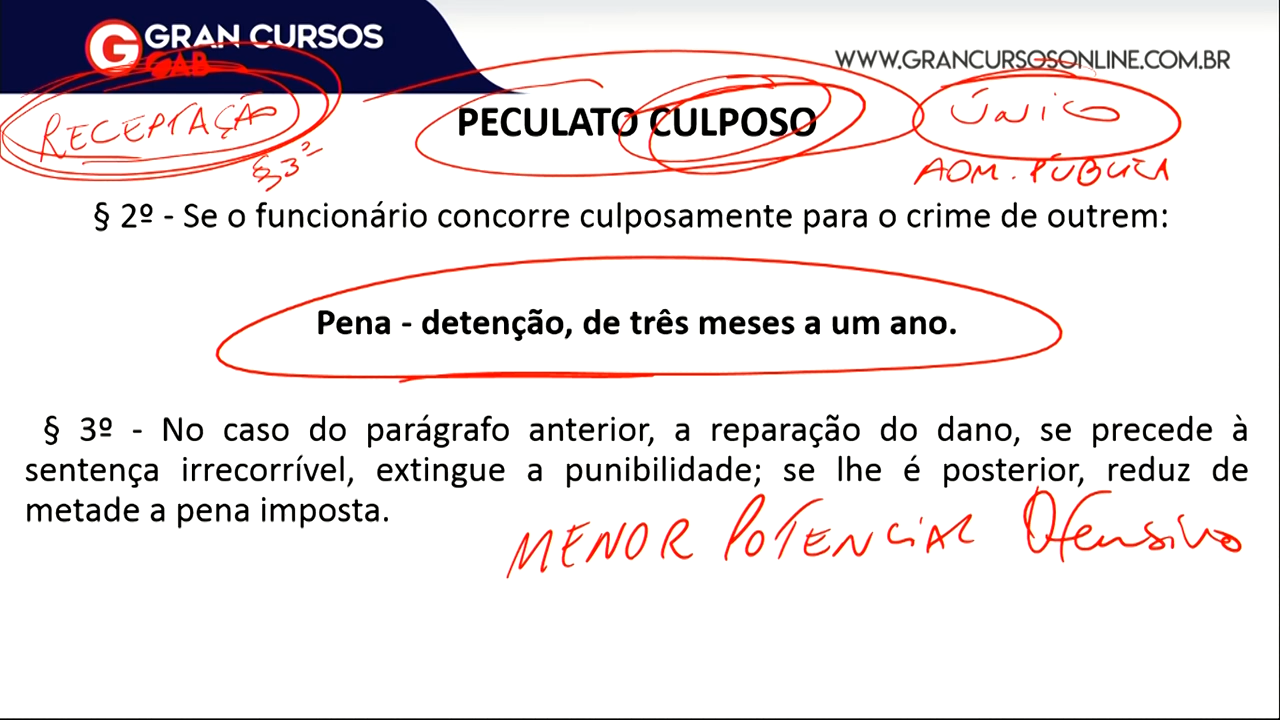 GRAN CURSOS
OAB
WWW.GRANCURSOSONLINE.COM.BR
RECEPTAÇÃO
§3º
PECULATO CULPOSO
ÚNICO
ADM. PÚBLICA
§ 2º - Se o funcionário concorre culposamente para o crime de outrem:
Pena - detenção, de três meses a um ano.
§ 3º - No caso do parágrafo anterior, a reparação do dano, se precede à
sentença irrecorrível, extingue a punibilidade; se lhe é posterior, reduz de
metade a pena imposta.
MENOR POTENCIAL Ofensivo